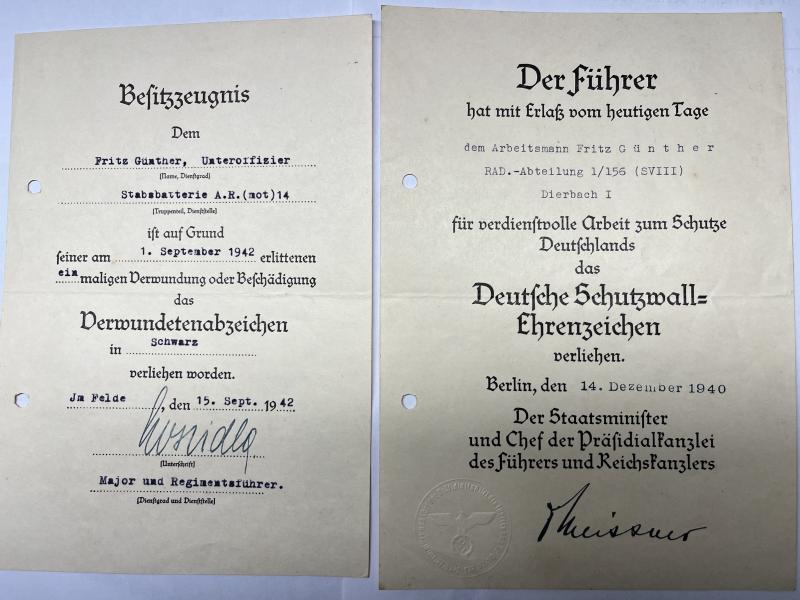 Besitzzeugnis
Dem
Fritz Günther, Unteroffizier
(Name, Dienstgrad)
Stabsbatterie A.R.(mot)14
(Truppenteil, Dienststelle)
ist auf Grund
seiner am 1. September 1942 erlittenen
ein maligen Verwundung oder Beschädigung
das
Verwundetenabzeichen
in Schwarz
verliehen worden.
Jm Felde, den 15. Sept. 1942
(Unterschrift)
Major und Regimentsführer.
(Dienstgrad und Dienststelle)
Der Führer
hat mit Erlaß vom heutigen Tage
dem Arbeitsmann Fritz Günther
RAD.-Abteilung 1/156 (SVIII)
Dierbach I
für verdienstvolle Arbeit zum Schutze
Deutschlands
das
Deutsche Schutzwall=
Ehrenzeichen
verliehen.
Berlin, den 14. Dezember 1940
Der Staatsminister
und Chef der Präsidialkanzlei
des Führers und Reichskanzlers
Meissner